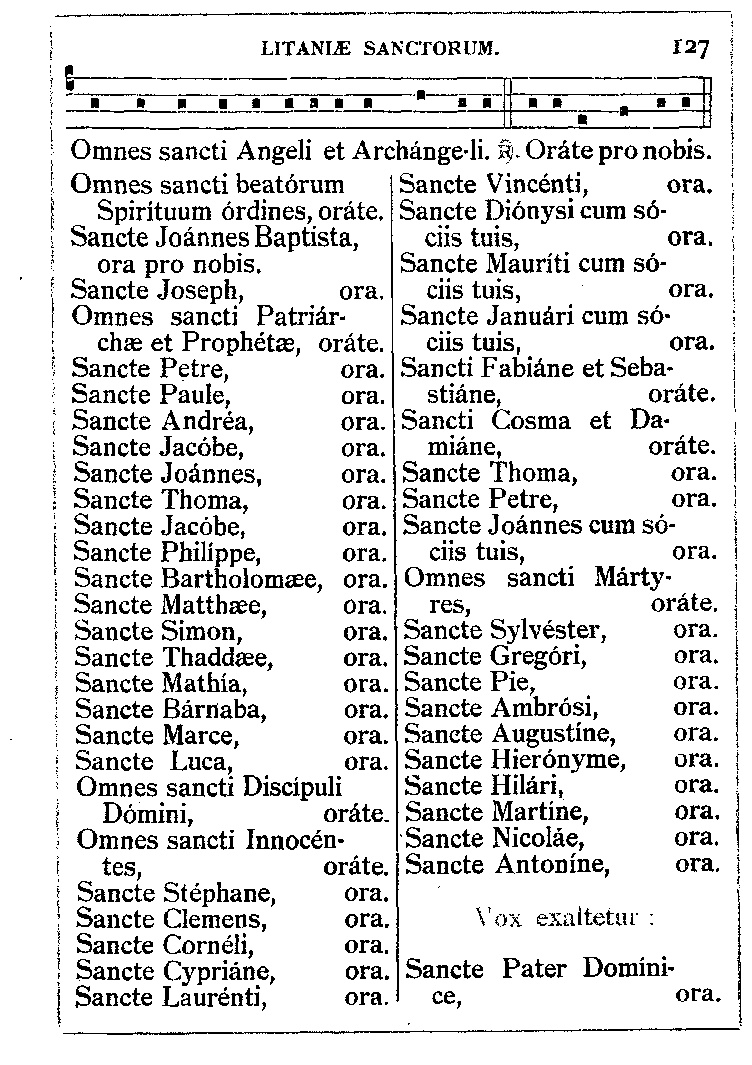 LITANIÆ SANCTORUM. 127
Omnes sancti Angeli et Archánge-li. ℟. Oráte pro nobis.
Omnes sancti beatórum
Spirítuum órdines, oráte.
Sancte Joánnes Baptísta,
ora pro nobis.
Sancte Joseph, ora.
Omnes sancti Patriár-
chæ et Prophétæ, oráte.
Sancte Petre, ora.
Sancte Paule, ora.
Sancte Andréa, ora.
Sancte Jacóbe, ora.
Sancte Joánnes, ora.
Sancte Thoma, ora.
Sancte Jacóbe, ora.
Sancte Philíppe, ora.
Sancte Bartholomæe, ora.
Sancte Matthæe, ora.
Sancte Simon, ora.
Sancte Thaddæe, ora.
Sancte Mathía, ora.
Sancte Bárnaba, ora.
Sancte Marce, ora.
Sancte Luca, ora.
Omnes sancti Discípuli
Dómini, oráte.
Omnes sancti Innocén-
tes, oráte.
Sancte Stéphane, ora.
Sancte Clemens, ora.
Sancte Cornéli, ora.
Sancte Cypriáne, ora.
Sancte Laurénti, ora.
Sancte Vincénti, ora.
Sancte Diónysi cum só-
ciis tuis, ora.
Sancte Mauríti cum só-
ciis tuis, ora.
Sancte Januári cum só-
ciis tuis, ora.
Sancti Fabiáne et Seba-
stiáne, oráte.
Sancti Cosma et Da-
miáne, oráte.
Sancte Thoma, ora.
Sancte Petre, ora.
Sancte Joánnes cum só-
ciis tuis, ora.
Omnes sancti Márty-
res, oráte.
Sancte Sylvéster, ora.
Sancte Gregóri, ora.
Sancte Pie, ora.
Sancte Ambrósi, ora.
Sancte Augustíne, ora.
Sancte Hierónyme, ora.
Sancte Hilári, ora.
Sancte Martíne, ora.
Sancte Nicoláe, ora.
Sancte Antoníne, ora.
Vox exaltetur :
Sancte Pater Domíni-
ce, ora.